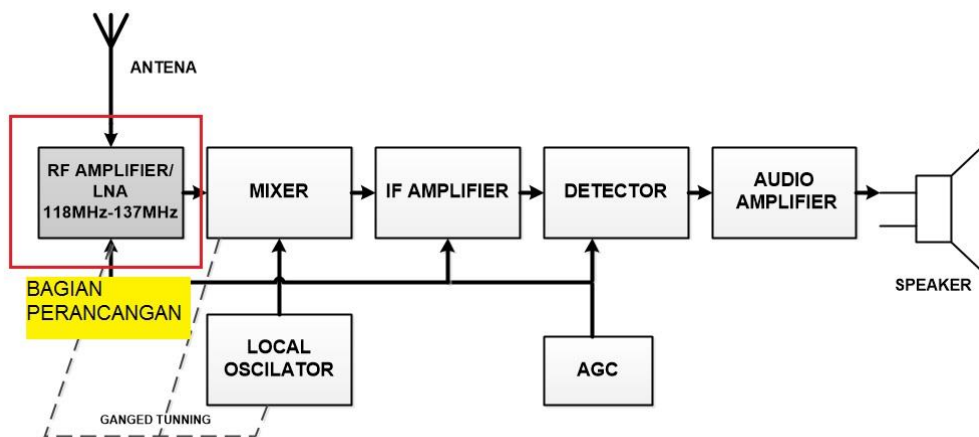 ANTENA
RF AMPLIFIER/
LNA
118MHz-137MHz
MIXER
IF AMPLIFIER
DETECTOR
AUDIO
AMPLIFIER
SPEAKER
BAGIAN
PERANCANGAN
LOCAL
OSCILATOR
AGC
GANGED TUNNING